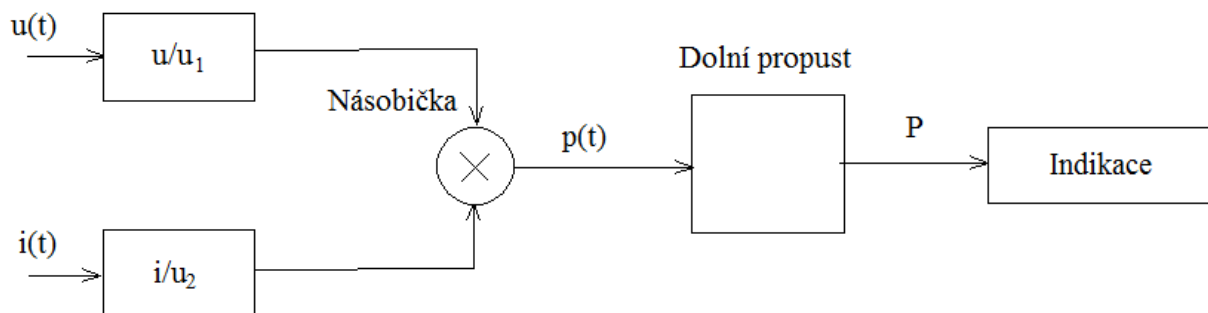 u(t)
u/u₁
Násobička
Dolní propust
p(t)
P
Indikace
i(t)
i/u₂